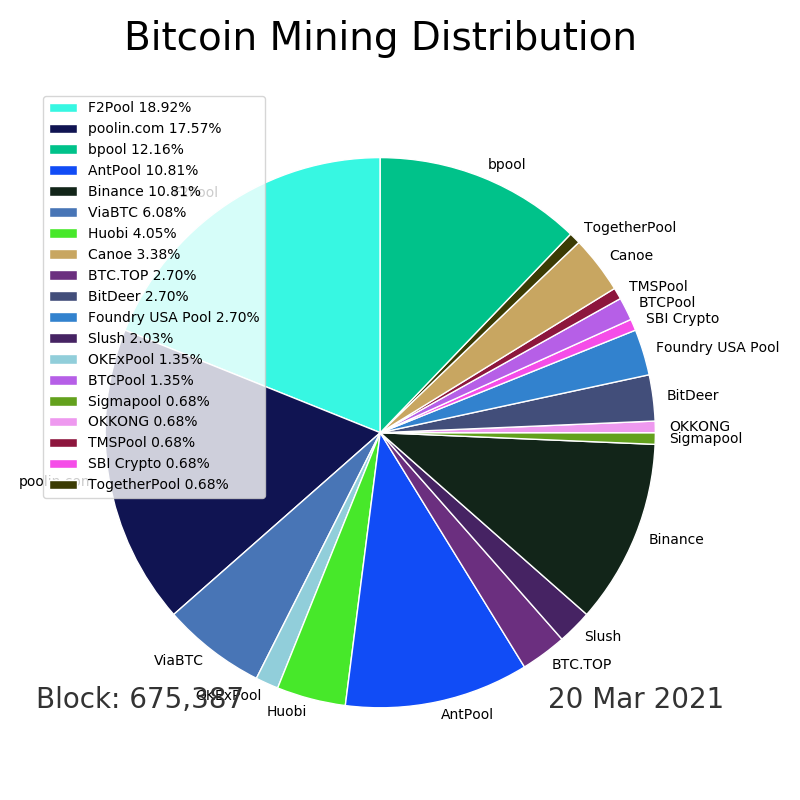 Bitcoin Mining Distribution
F2Pool 18.92%
poolin.com 17.57%
bpool 12.16%
AntPool 10.81%
Binance 10.81%
ViaBTC 6.08%
Huobi 4.05%
Canoe 3.38%
BTC.TOP 2.70%
BitDeer 2.70%
Foundry USA Pool 2.70%
Slush 2.03%
OKExPool 1.35%
BTCPool 1.35%
Sigmapool 0.68%
OKKONG 0.68%
TMSPool 0.68%
SBI Crypto 0.68%
TogetherPool 0.68%
F2Pool
bpool
TogetherPool
Canoe
TMSPool
BTCPool
SBI Crypto
Foundry USA Pool
BitDeer
OKKONG
Sigmapool
Binance
Slush
BTC.TOP
AntPool
Huobi
OKExPool
ViaBTC
poolin.com
Block: 675,387
20 Mar 2021